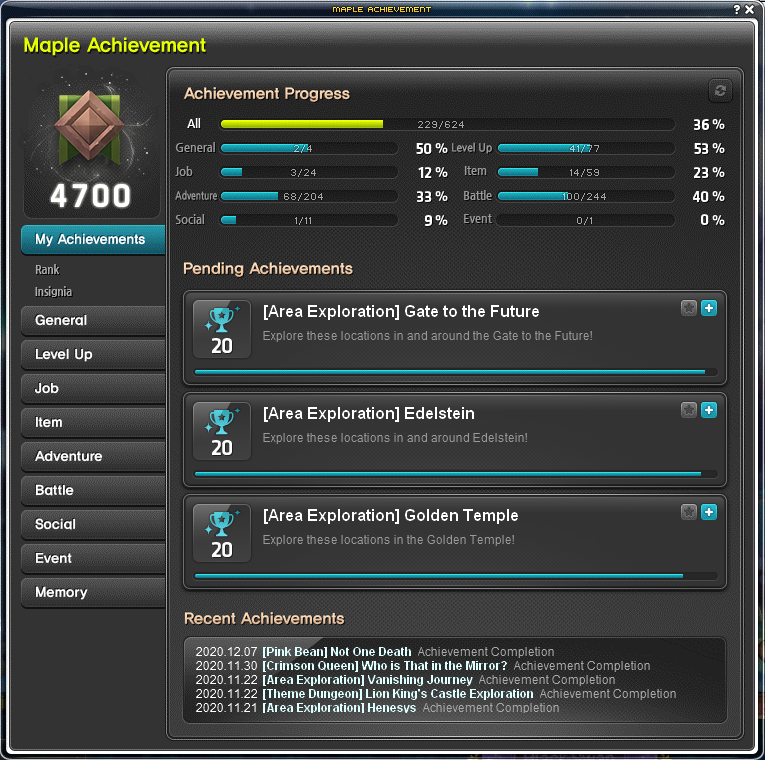 MAPLE ACHIEVEMENT
Maple Achievement
4700
My Achievements
Rank
Insignia
General
Level Up
Job
Item
Adventure
Battle
Social
Event
Memory
Achievement Progress
All 229/624 36 %
General 2/4 50 % Level Up 41/77 53 %
Job 3/24 12 % Item 14/59 23 %
Adventure 68/204 33 % Battle 100/244 40 %
Social 1/11 9 % Event 0/1 0 %
Pending Achievements
[Area Exploration] Gate to the Future
Explore these locations in and around the Gate to the Future!
20
[Area Exploration] Edelstein
Explore these locations in and around Edelstein!
20
[Area Exploration] Golden Temple
Explore these locations in the Golden Temple!
20
Recent Achievements
2020.12.07 [Pink Bean] Not One Death Achievement Completion
2020.11.30 [Crimson Queen] Who is That in the Mirror? Achievement Completion
2020.11.22 [Area Exploration] Vanishing Journey Achievement Completion
2020.11.22 [Theme Dungeon] Lion King's Castle Exploration Achievement Completion
2020.11.21 [Area Exploration] Henesys Achievement Completion